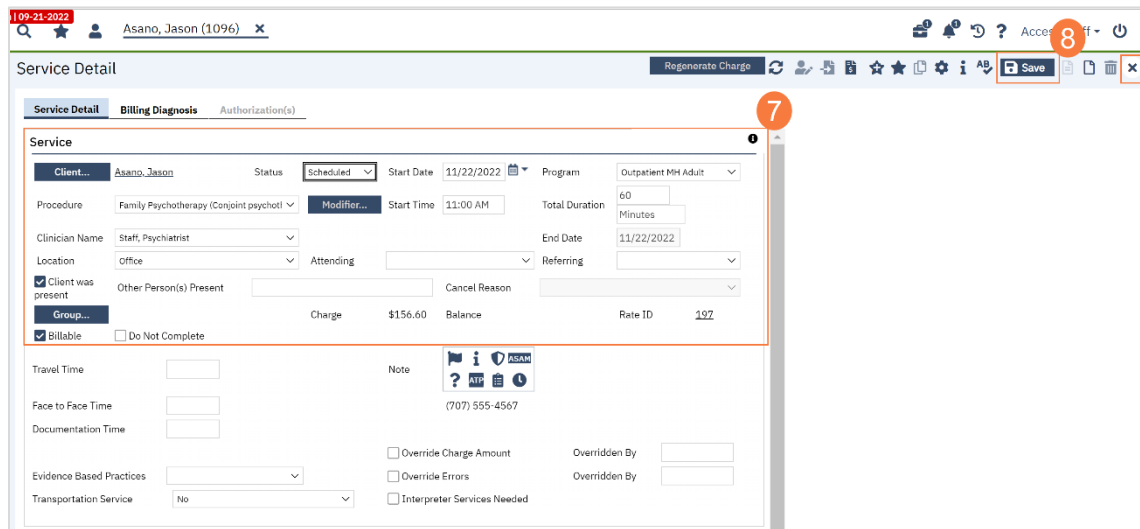 | 09-21-2022
Asano, Jason (1096) X
1 1 ? Acces ff
8
Service Detail Regenerate Charge i AB Save x
Service Detail Billing Diagnosis Authorization(s)
7
Service
Client... Asano, Jason Status Scheduled Start Date 11/22/2022 Program Outpatient MH Adult
Procedure Family Psychotherapy (Conjoint psychotl Modifier... Start Time 11:00 AM Total Duration 60
Minutes
Clinician Name Staff, Psychiatrist End Date 11/22/2022
Location Office Attending Referring
Client was present Other Person(s) Present Cancel Reason
Group... Charge $156.60 Balance Rate ID 197
Billable Do Not Complete
Travel Time Note i ASAM
? ATP
Face to Face Time (707) 555-4567
Documentation Time
Override Charge Amount Overridden By
Evidence Based Practices Override Errors Overridden By
Transportation Service No Interpreter Services Needed